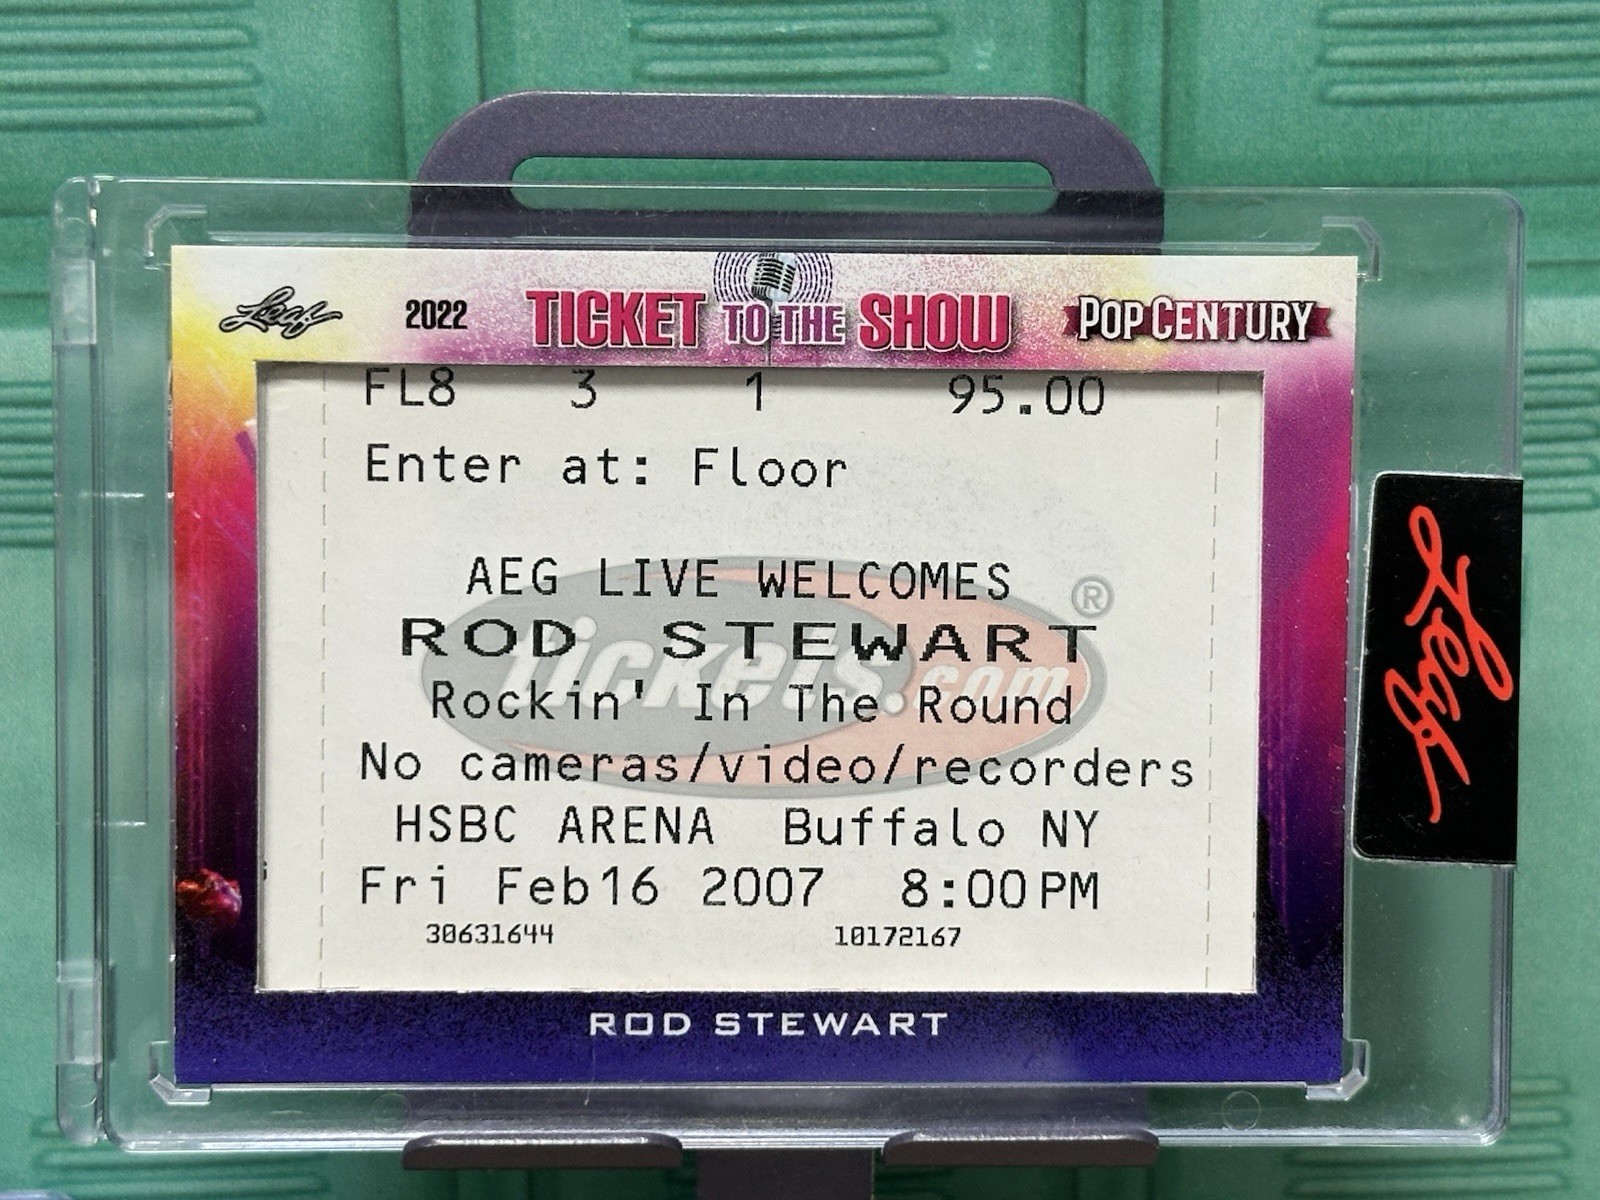 Leaf 2022 TICKET TO THE SHOW POP CENTURY
FL8 3 1 95.00
Enter at: Floor
AEG LIVE WELCOMES
ROD STEWART
tickets.com®
Rockin' In The Round
No cameras/video/recorders
HSBC ARENA Buffalo NY
Fri Feb16 2007 8:00PM
30631644 10172167
ROD STEWART
Leaf